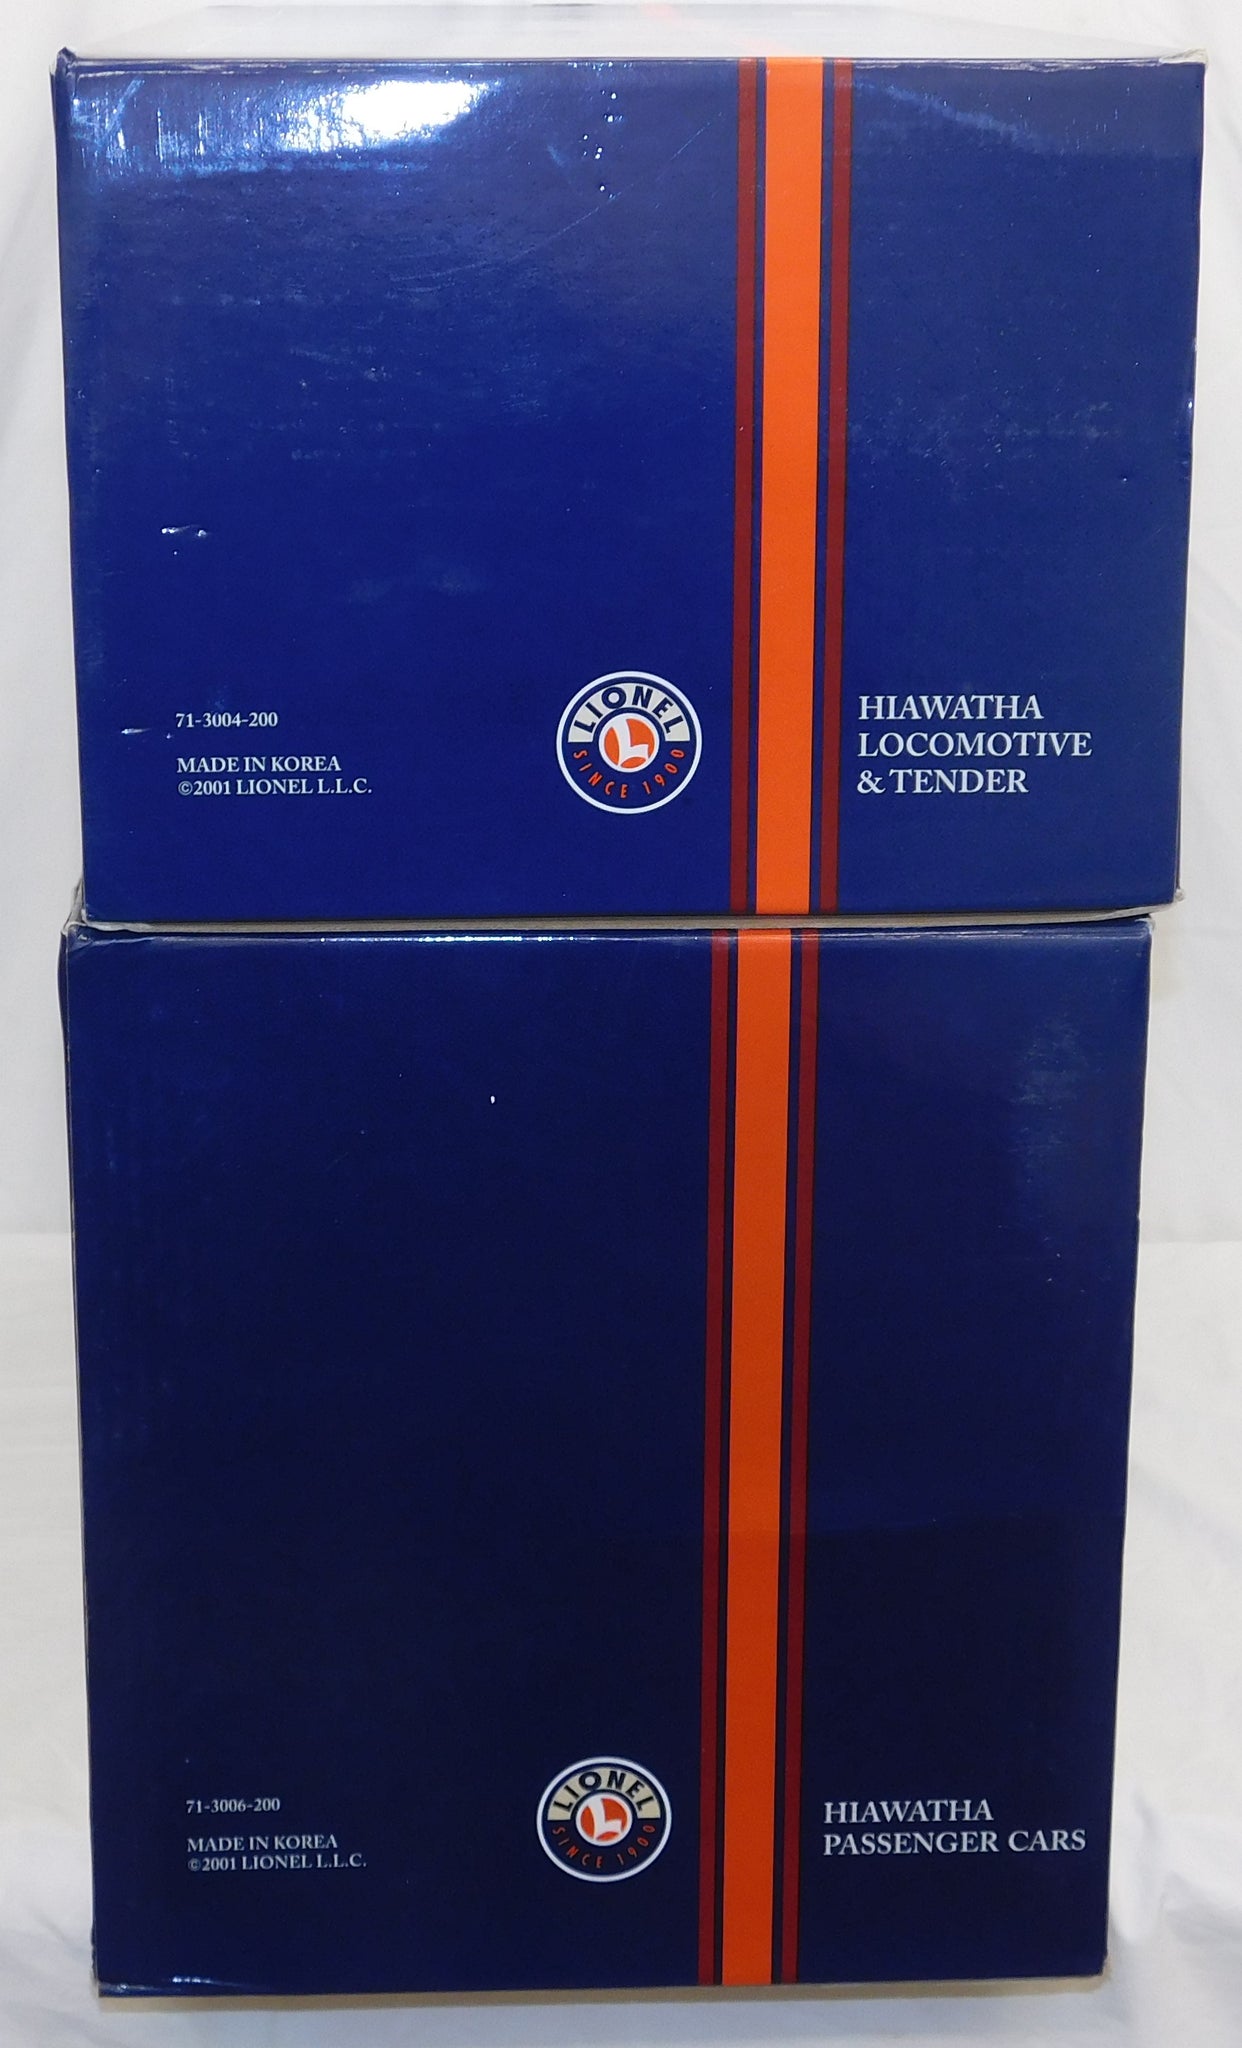 71-3004-200
MADE IN KOREA
©2001 LIONEL L.L.C.
LIONEL
L
SINCE 1900
HIAWATHA
LOCOMOTIVE
& TENDER
71-3006-200
MADE IN KOREA
©2001 LIONEL L.L.C.
LIONEL
L
SINCE 1900
HIAWATHA
PASSENGER CARS